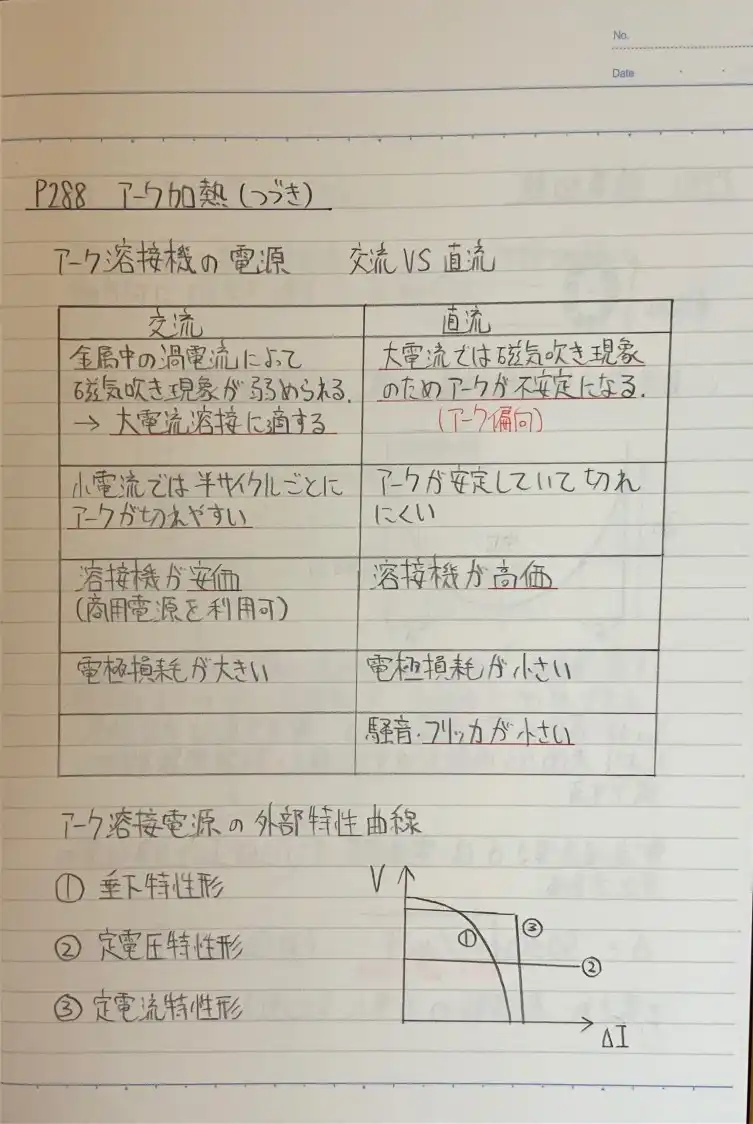 No.
Date
P288 アーク加熱(つづき)
アーク溶接機の電源 交流VS直流
交流
直流
金属中の渦電流によって
磁気吹き現象が弱められる.
→ 大電流溶接に適する
大電流では磁気吹き現象
のためアークが不安定になる.
(アーク偏向)
小電流では半サイクルごとに
アークが切れやすい
アークが安定していて切れ
にくい
溶接機が安価
(商用電源を利用可)
溶接機が高価
電極損耗が大きい
電極損耗が小さい
騒音・フリッカが小さい
アーク溶接電源の外部特性曲線
① 垂下特性形
② 定電圧特性形
③ 定電流特性形
V
①
③
②
ΔI